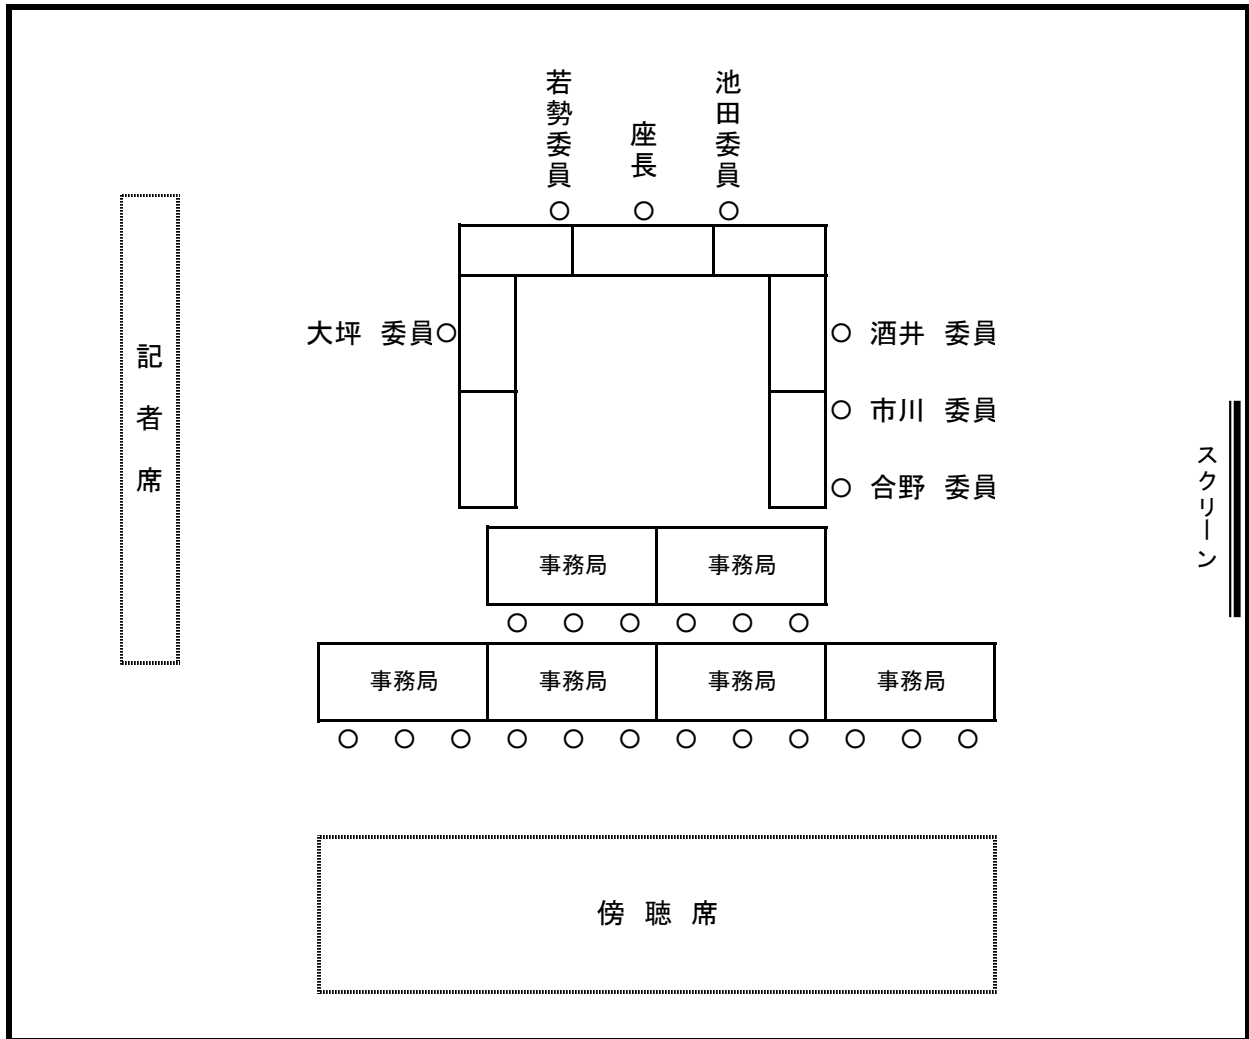 若勢委員
座長
池田委員
大坪 委員
酒井 委員
記者席
市川 委員
スクリーン
合野 委員
事務局
事務局
事務局
事務局
事務局
事務局
傍聴席